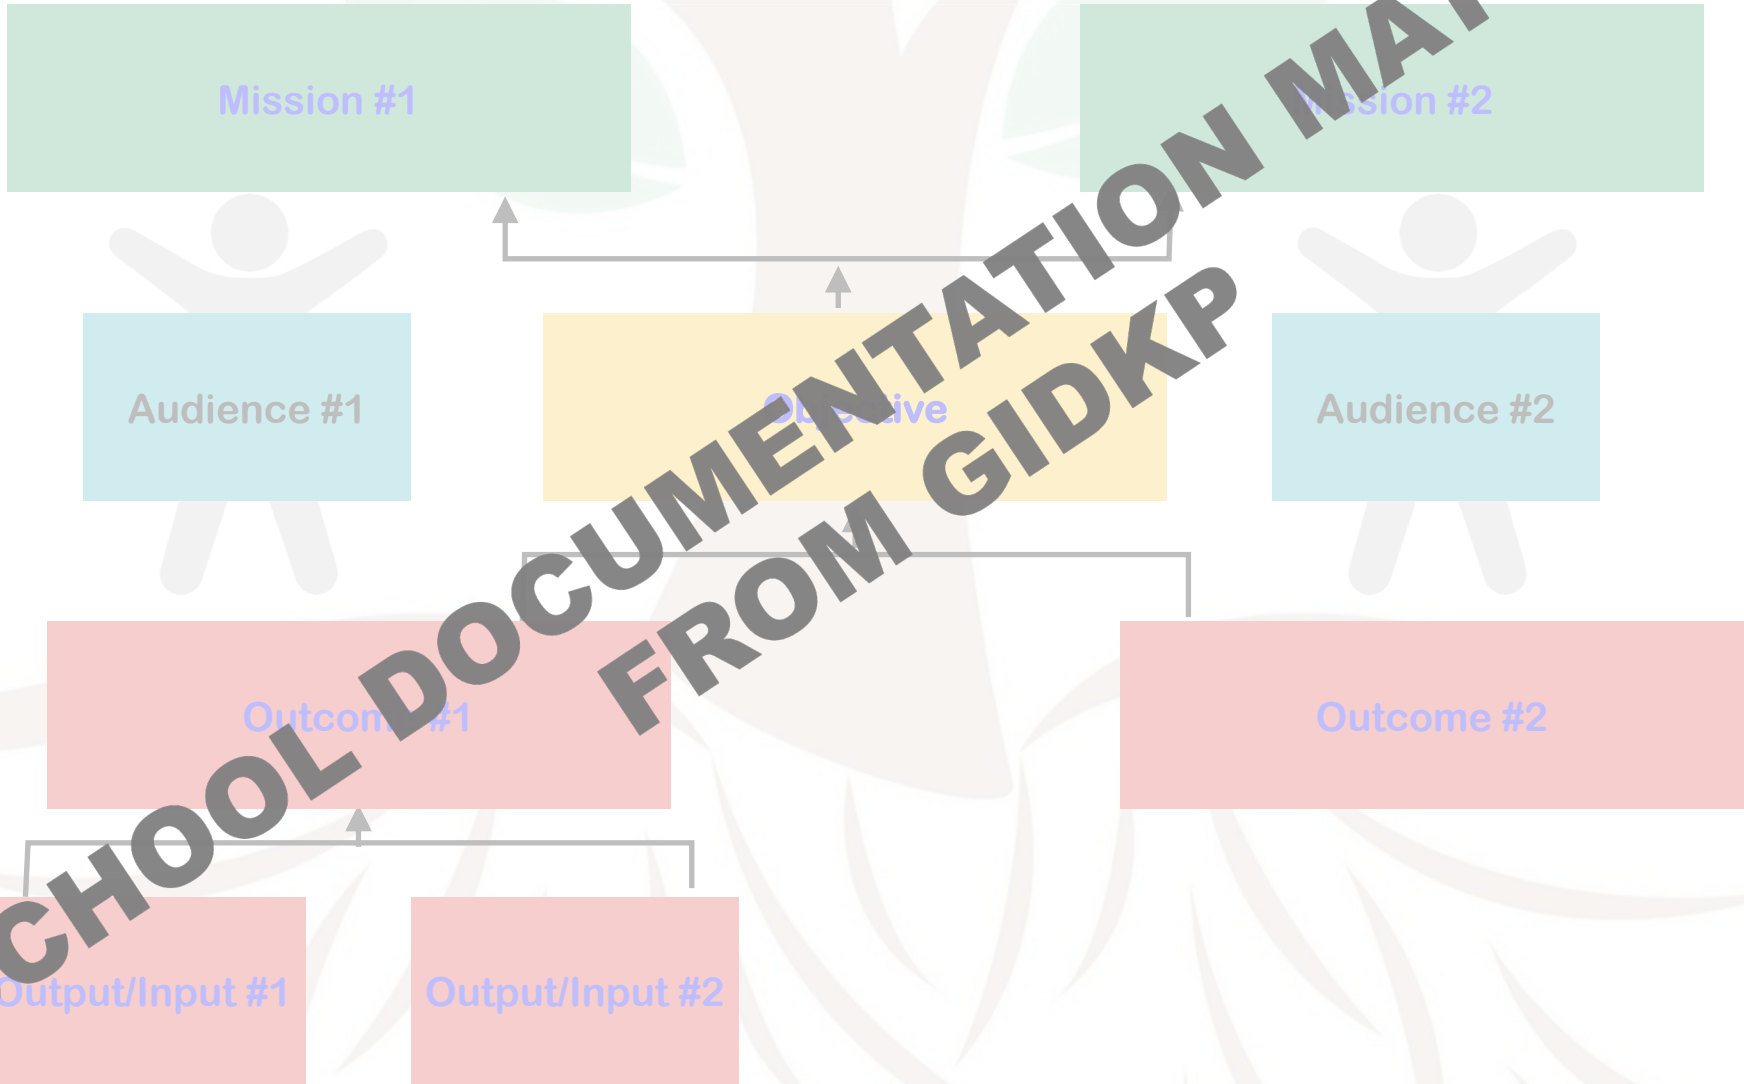 Mission #1
Mission #2
Audience #1
Objective
Audience #2
Outcome #1
Outcome #2
Output/Input #1
Output/Input #2
CHOOL DOCUMENTATION MAT
FROM GIDKP